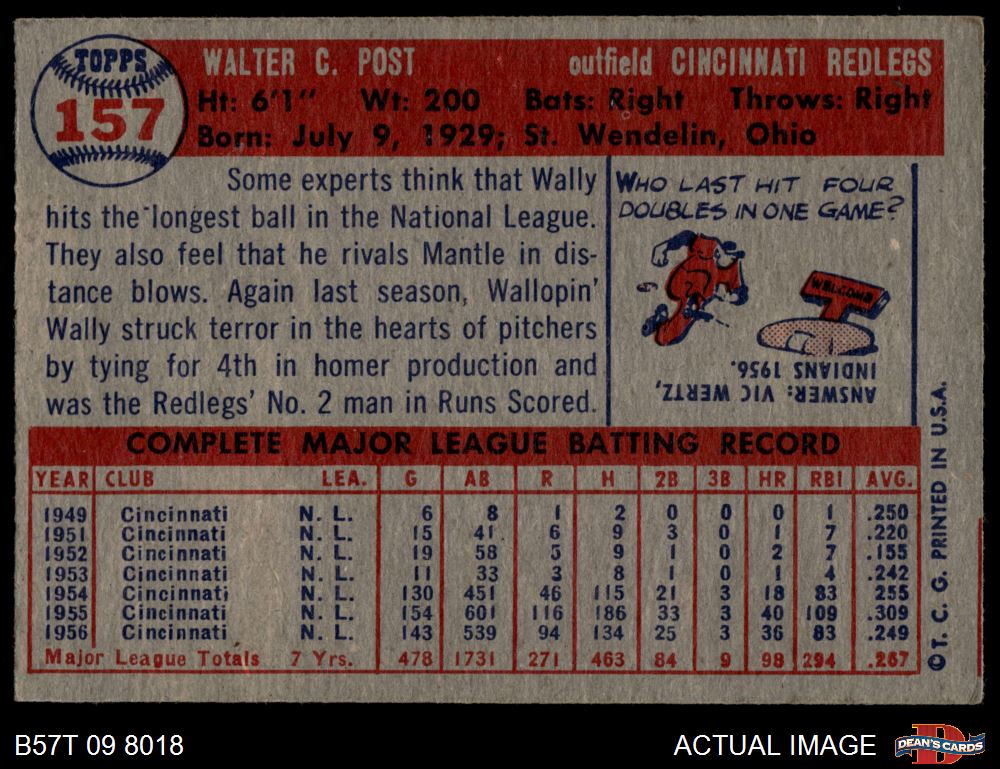 TOPPS
157
WALTER C. POST outfield CINCINNATI REDLEGS
Ht: 6'1" Wt: 200 Bats: Right Throws: Right
Born: July 9, 1929; St. Wendelin, Ohio
Some experts think that Wally
hits the longest ball in the National League.
They also feel that he rivals Mantle in dis-
tance blows. Again last season, Wallopin'
Wally struck terror in the hearts of pitchers
by tying for 4th in homer production and
was the Redlegs' No. 2 man in Runs Scored.
WHO LAST HIT FOUR
DOUBLES IN ONE GAME?
WELCOME
ANSWER: VIC WERTZ,
INDIANS 1956.
COMPLETE MAJOR LEAGUE BATTING RECORD
YEAR CLUB LEA. G AB R H 2B 3B HR RBI AVG.
1949 Cincinnati N. L. 6 8 1 2 0 0 0 1 .250
1951 Cincinnati N. L. 15 41 6 9 3 0 1 7 .220
1952 Cincinnati N. L. 19 58 5 9 1 0 2 7 .155
1953 Cincinnati N. L. 11 33 3 8 1 0 1 4 .242
1954 Cincinnati N. L. 130 451 46 115 21 3 18 83 .255
1955 Cincinnati N. L. 154 601 116 186 33 3 40 109 .309
1956 Cincinnati N. L. 143 539 94 134 25 3 36 83 .249
Major League Totals 7 Yrs. 478 1731 271 463 84 9 98 294 .267
© T. C. G. PRINTED IN U.S.A.
B57T 09 8018
ACTUAL IMAGE
D
DEAN'S CARDS